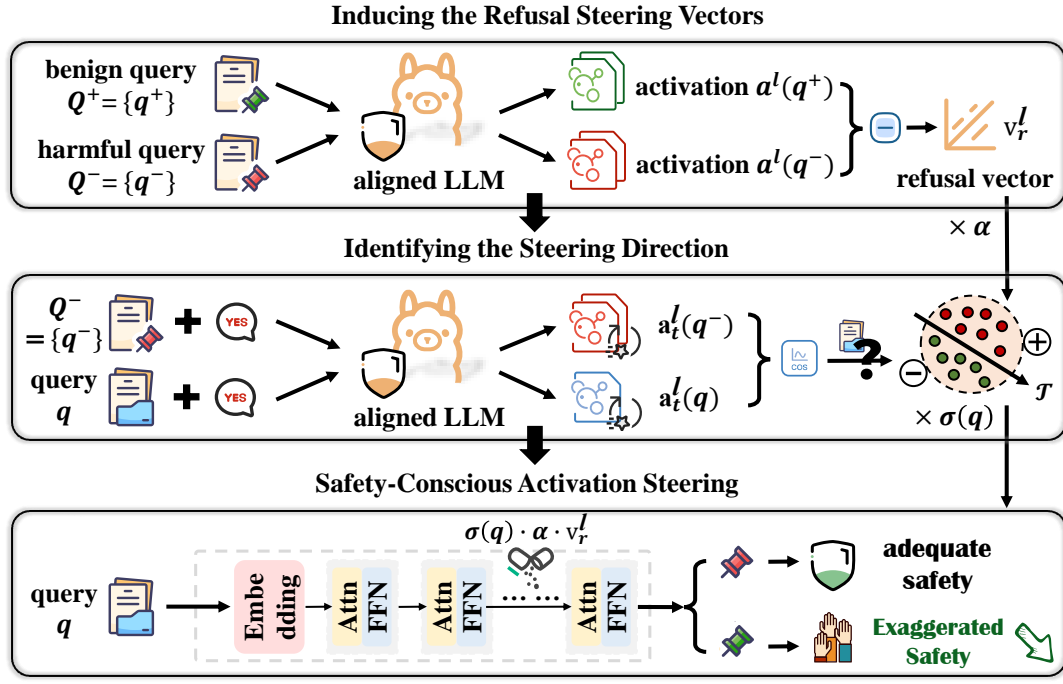 Inducing the Refusal Steering Vectors
benign query
Q⁺= {q⁺}
harmful query
Q⁻= {q⁻}
aligned LLM
activation aˡ(q⁺)
activation aˡ(q⁻)
vᵣˡ
refusal vector
× α
Identifying the Steering Direction
Q⁻
= {q⁻}
YES
query
q
YES
aligned LLM
aₜˡ(q⁻)
aₜˡ(q)
COS
?
𝒯
× σ(q)
Safety-Conscious Activation Steering
σ(q) · α · vᵣˡ
query
q
Embe
dding
Attn
FFN
Attn
FFN
......
Attn
FFN
adequate
safety
Exaggerated
Safety